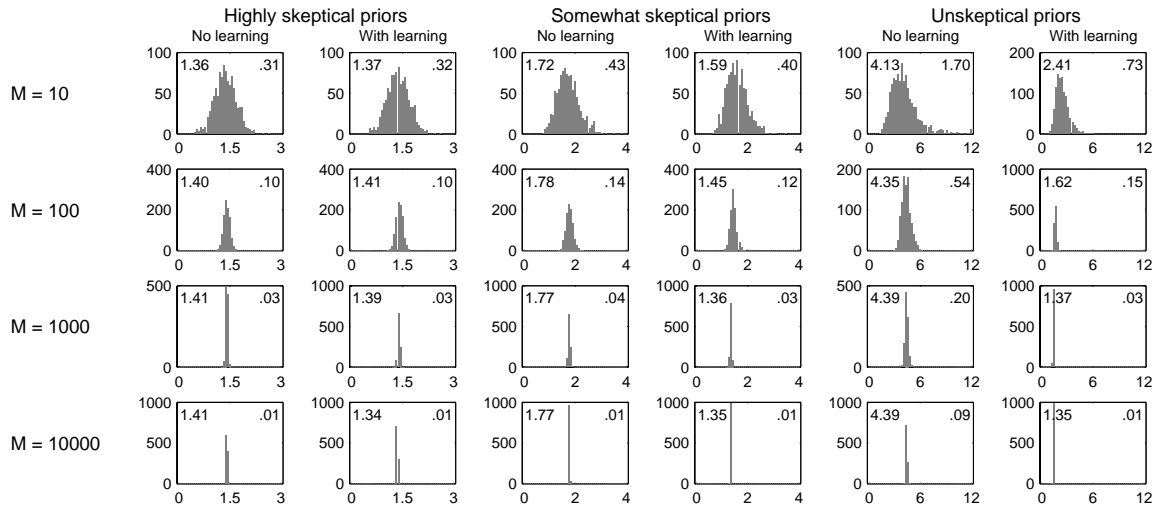 Highly skeptical priors Somewhat skeptical priors Unskeptical priors
No learning With learning No learning With learning No learning With learning
M = 10
100 50 0 1.36 .31 0 1.5 3
100 50 0 1.37 .32 0 1.5 3
100 50 0 1.72 .43 0 2 4
100 50 0 1.59 .40 0 2 4
100 50 0 4.13 1.70 0 6 12
200 100 0 2.41 .73 0 6 12
M = 100
400 200 0 1.40 .10 0 1.5 3
400 200 0 1.41 .10 0 1.5 3
400 200 0 1.78 .14 0 2 4
400 200 0 1.45 .12 0 2 4
200 100 0 4.35 .54 0 6 12
1000 500 0 1.62 .15 0 6 12
M = 1000
500 0 1.41 .03 0 1.5 3
1000 500 0 1.39 .03 0 1.5 3
1000 500 0 1.77 .04 0 2 4
1000 500 0 1.36 .03 0 2 4
500 0 4.39 .20 0 6 12
1000 500 0 1.37 .03 0 6 12
M = 10000
1000 500 0 1.41 .01 0 1.5 3
1000 500 0 1.34 .01 0 1.5 3
1000 500 0 1.77 .01 0 2 4
1000 500 0 1.35 .01 0 2 4
1000 500 0 4.39 .09 0 6 12
1000 500 0 1.35 .01 0 6 12